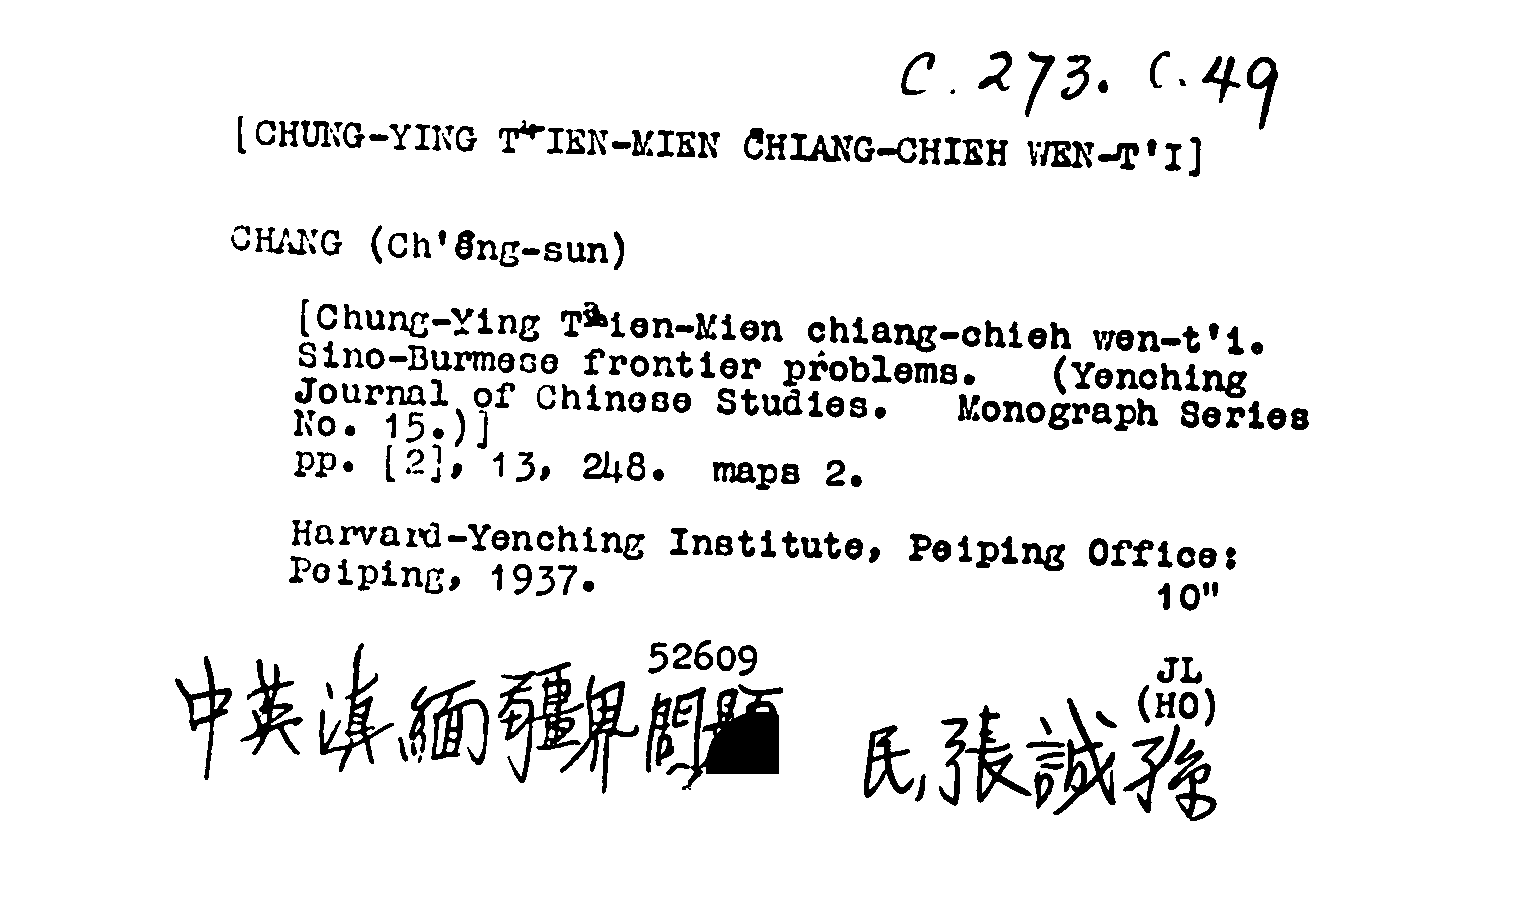 C. 273. C. 49
[CHUNG-YING T'IEN-MIEN CHIANG-CHIEH WEN-T'I]
CHANG (Ch'êng-sun)
[Chung-Ying Tien-Mien chiang-chieh wen-t'i.
Sino-Burmese frontier problems. (Yenching
Journal of Chinese Studies. Monograph Series
No. 15.)]
pp. [2], 13, 248. maps 2.
Harvard-Yenching Institute, Peiping Office:
Peiping, 1937.
10"
52609
JL
(HO)
中英滇緬疆界問
民, 張誠孫